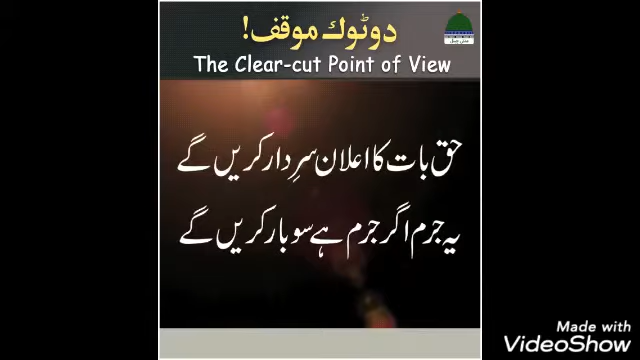 دوٹوك موقف!
The Clear-cut Point of View
حق بات کا اعلان سرِ دار کریں گے
یہ جرم اگر جرم ہے سو بار کریں گے
Made with
VideoShow